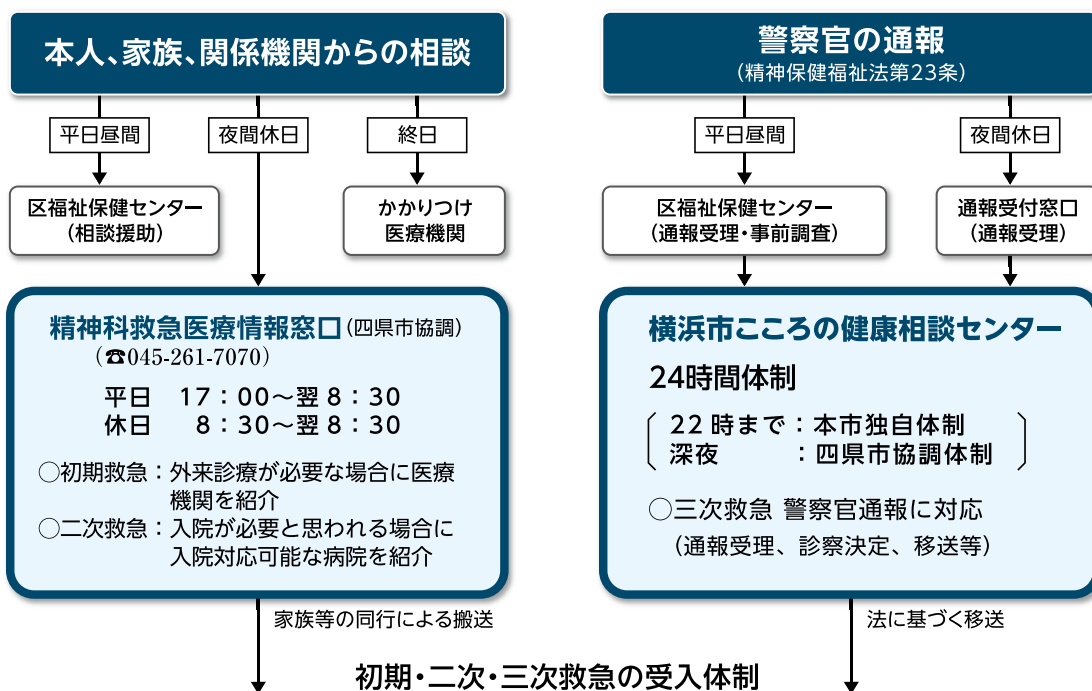 本人、家族、関係機関からの相談
平日昼間
夜間休日
終日
区福祉保健センター
(相談援助)
かかりつけ
医療機関
精神科救急医療情報窓口(四県市協調)
(☎045-261-7070)
平日 17:00～翌8:30
休日 8:30～翌8:30
○初期救急:外来診療が必要な場合に医療
機関を紹介
○二次救急:入院が必要と思われる場合に
入院対応可能な病院を紹介
家族等の同行による搬送
警察官の通報
(精神保健福祉法第23条)
平日昼間
夜間休日
区福祉保健センター
(通報受理・事前調査)
通報受付窓口
(通報受理)
横浜市こころの健康相談センター
24時間体制
22時まで:本市独自体制
深夜 :四県市協調体制
○三次救急 警察官通報に対応
(通報受理、診察決定、移送等)
法に基づく移送
初期・二次・三次救急の受入体制